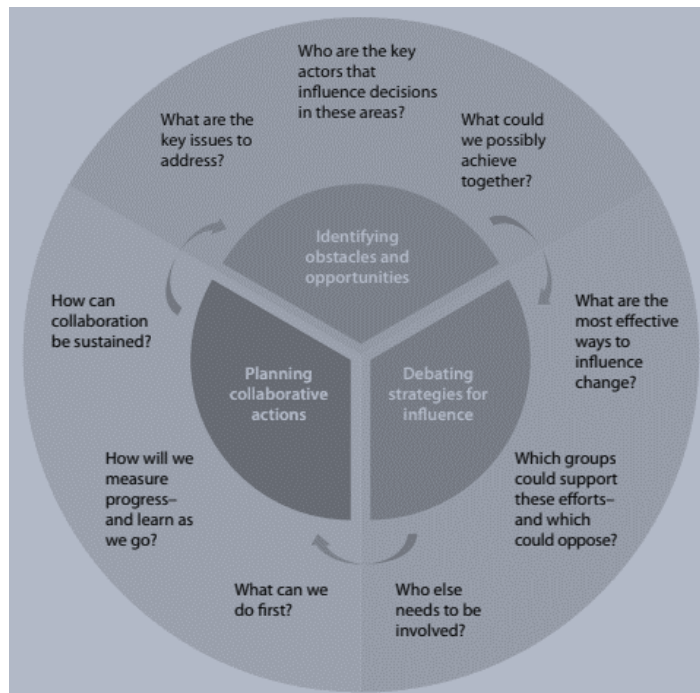 Who are the key
actors that
influence decisions
in these areas?
What are the
key issues to
address?
What could
we possibly
achieve
together?
Identifying
obstacles and
opportunities
How can
collaboration
be sustained?
What are the
most effective
ways to
influence
change?
Planning
collaborative
actions
Debating
strategies for
influence
How will we
measure
progress–
and learn as
we go?
Which groups
could support
these efforts–
and which
could oppose?
What can we
do first?
Who else
needs to be
involved?